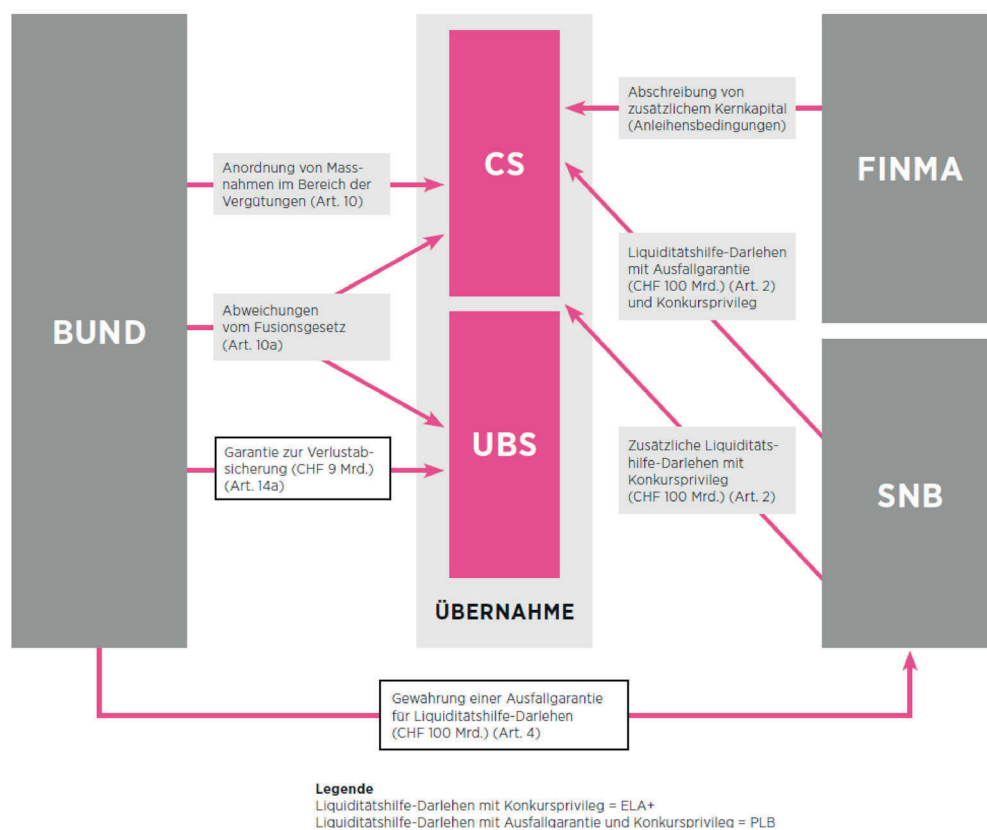 Abschreibung von
zusätzlichem Kernkapital
(Anleihensbedingungen)
CS
FINMA
Anordnung von Mass-
nahmen im Bereich der
Vergütungen (Art. 10)
Liquiditätshilfe-Darlehen
mit Ausfallgarantie
(CHF 100 Mrd.) (Art. 2)
und Konkursprivileg
Abweichungen
vom Fusionsgesetz
(Art. 10a)
BUND
UBS
Garantie zur Verlustab-
sicherung (CHF 9 Mrd.)
(Art. 14a)
Zusätzliche Liquiditäts-
hilfe-Darlehen mit
Konkursprivileg
(CHF 100 Mrd.) (Art. 2)
SNB
ÜBERNAHME
Gewährung einer Ausfallgarantie
für Liquiditätshilfe-Darlehen
(CHF 100 Mrd.) (Art. 4)
Legende
Liquiditätshilfe-Darlehen mit Konkursprivileg = ELA+
Liquiditätshilfe-Darlehen mit Ausfallgarantie und Konkursprivileg = PLB